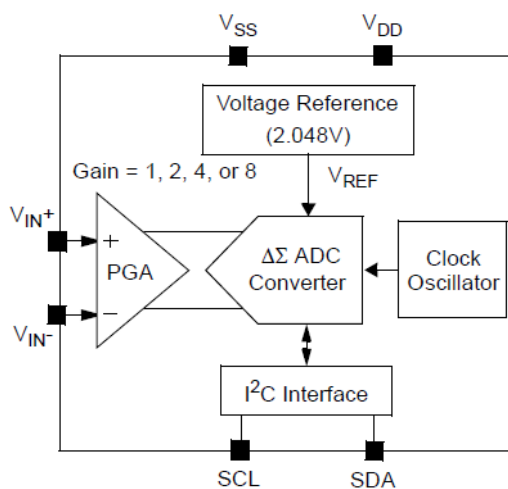 VSS
VDD
Voltage Reference
(2.048V)
Gain = 1, 2, 4, or 8
VREF
VIN+
+
PGA
−
VIN-
ΔΣ ADC
Converter
Clock
Oscillator
I²C Interface
SCL
SDA